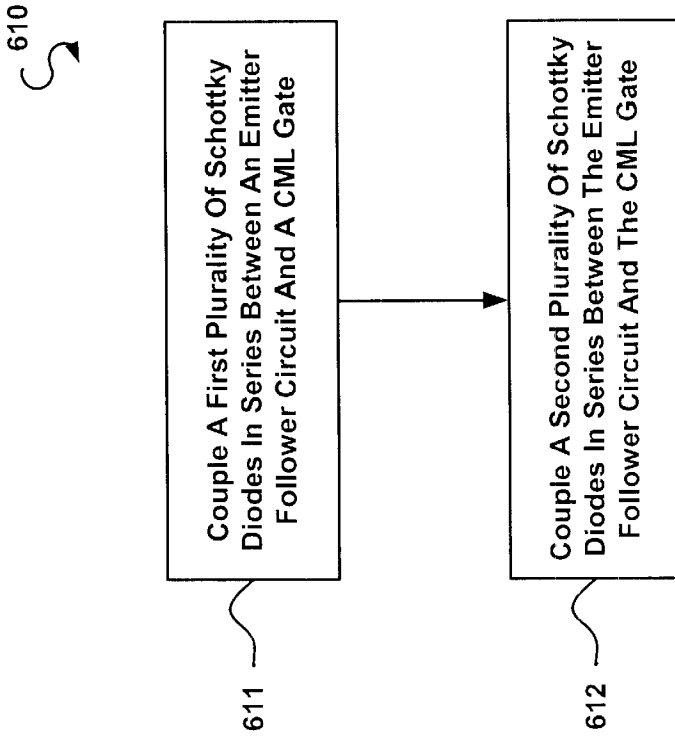 610
611
Couple A First Plurality Of Schottky
Diodes In Series Between An Emitter
Follower Circuit And A CML Gate
612
Couple A Second Plurality Of Schottky
Diodes In Series Between The Emitter
Follower Circuit And The CML Gate